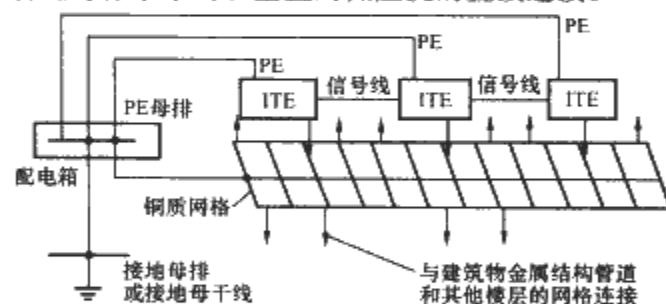 PE
PE
PE
信号线
信号线
ITE
ITE
ITE
PE母排
配电箱
铜质网格
接地母排
或接地母干线
与建筑物金属结构管道
和其他楼层的网格连接